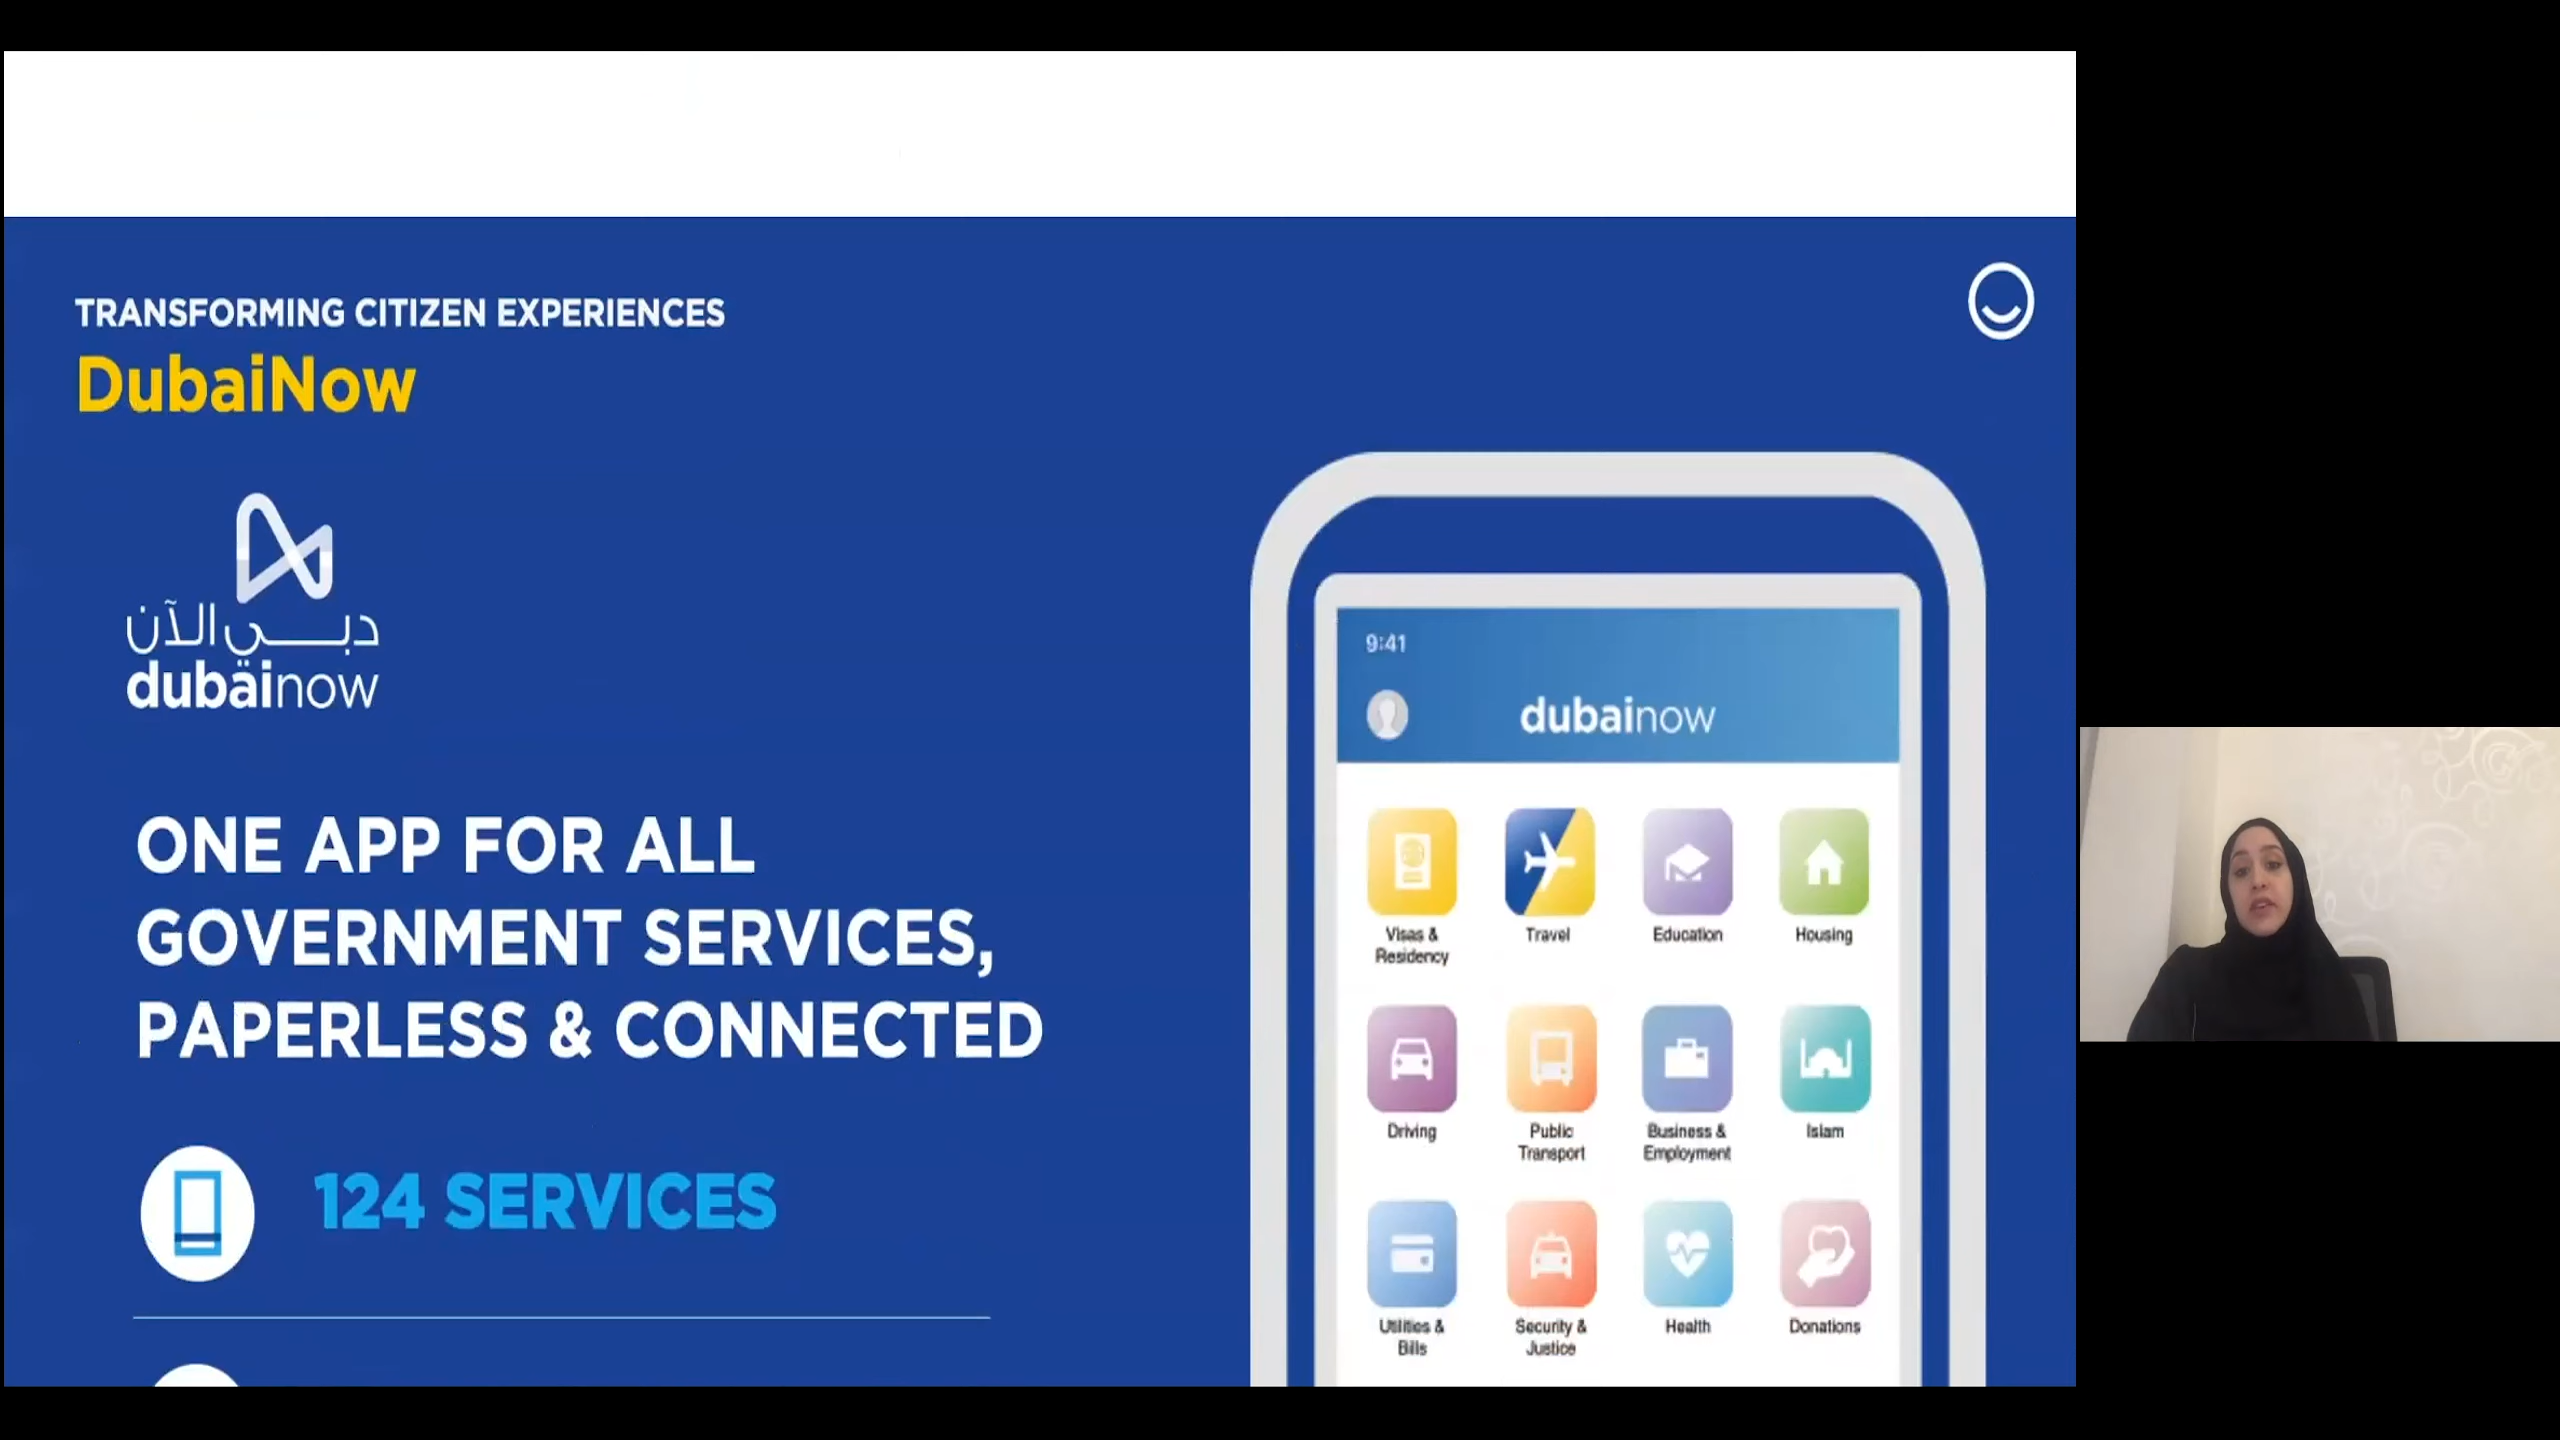 TRANSFORMING CITIZEN EXPERIENCES
DubaiNow
دبي الآن
dubainow
ONE APP FOR ALL
GOVERNMENT SERVICES,
PAPERLESS & CONNECTED
124 SERVICES
9:41
dubainow
Visas &
Residency
Travel
Education
Housing
Driving
Public
Transport
Business &
Employment
Islam
Utilities &
Bills
Security &
Justice
Health
Donations